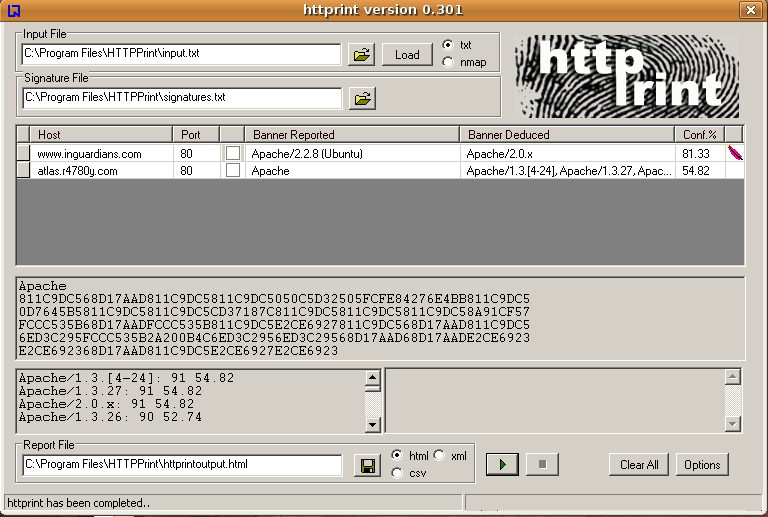 httprint version 0.301
Input File
C:\Program Files\HTTPPrint\input.txt
Load
txt
nmap
Signature File
C:\Program Files\HTTPPrint\signatures.txt
http
print
Host Port Banner Reported Banner Deduced Conf.%
www.inguardians.com 80 Apache/2.2.8 (Ubuntu) Apache/2.0.x 81.33
atlas.r4780y.com 80 Apache Apache/1.3.[4-24], Apache/1.3.27, Apac... 54.82
Apache
811C9DC568D17AAD811C9DC5811C9DC5050C5D32505FCFE84276E4BB811C9DC5
0D7645B5811C9DC5811C9DC5CD37187C811C9DC5811C9DC5811C9DC58A91CF57
FCCC535B68D17AADFCCC535B811C9DC5E2CE6927811C9DC568D17AAD811C9DC5
6ED3C295FCCC535B2A200B4C6ED3C2956ED3C29568D17AAD68D17AADE2CE6923
E2CE692368D17AAD811C9DC5E2CE6927E2CE6923
Apache/1.3.[4-24]: 91 54.82
Apache/1.3.27: 91 54.82
Apache/2.0.x: 91 54.82
Apache/1.3.26: 90 52.74
Report File
C:\Program Files\HTTPPrint\httprintoutput.html
html
xml
csv
Clear All
Options
httprint has been completed..